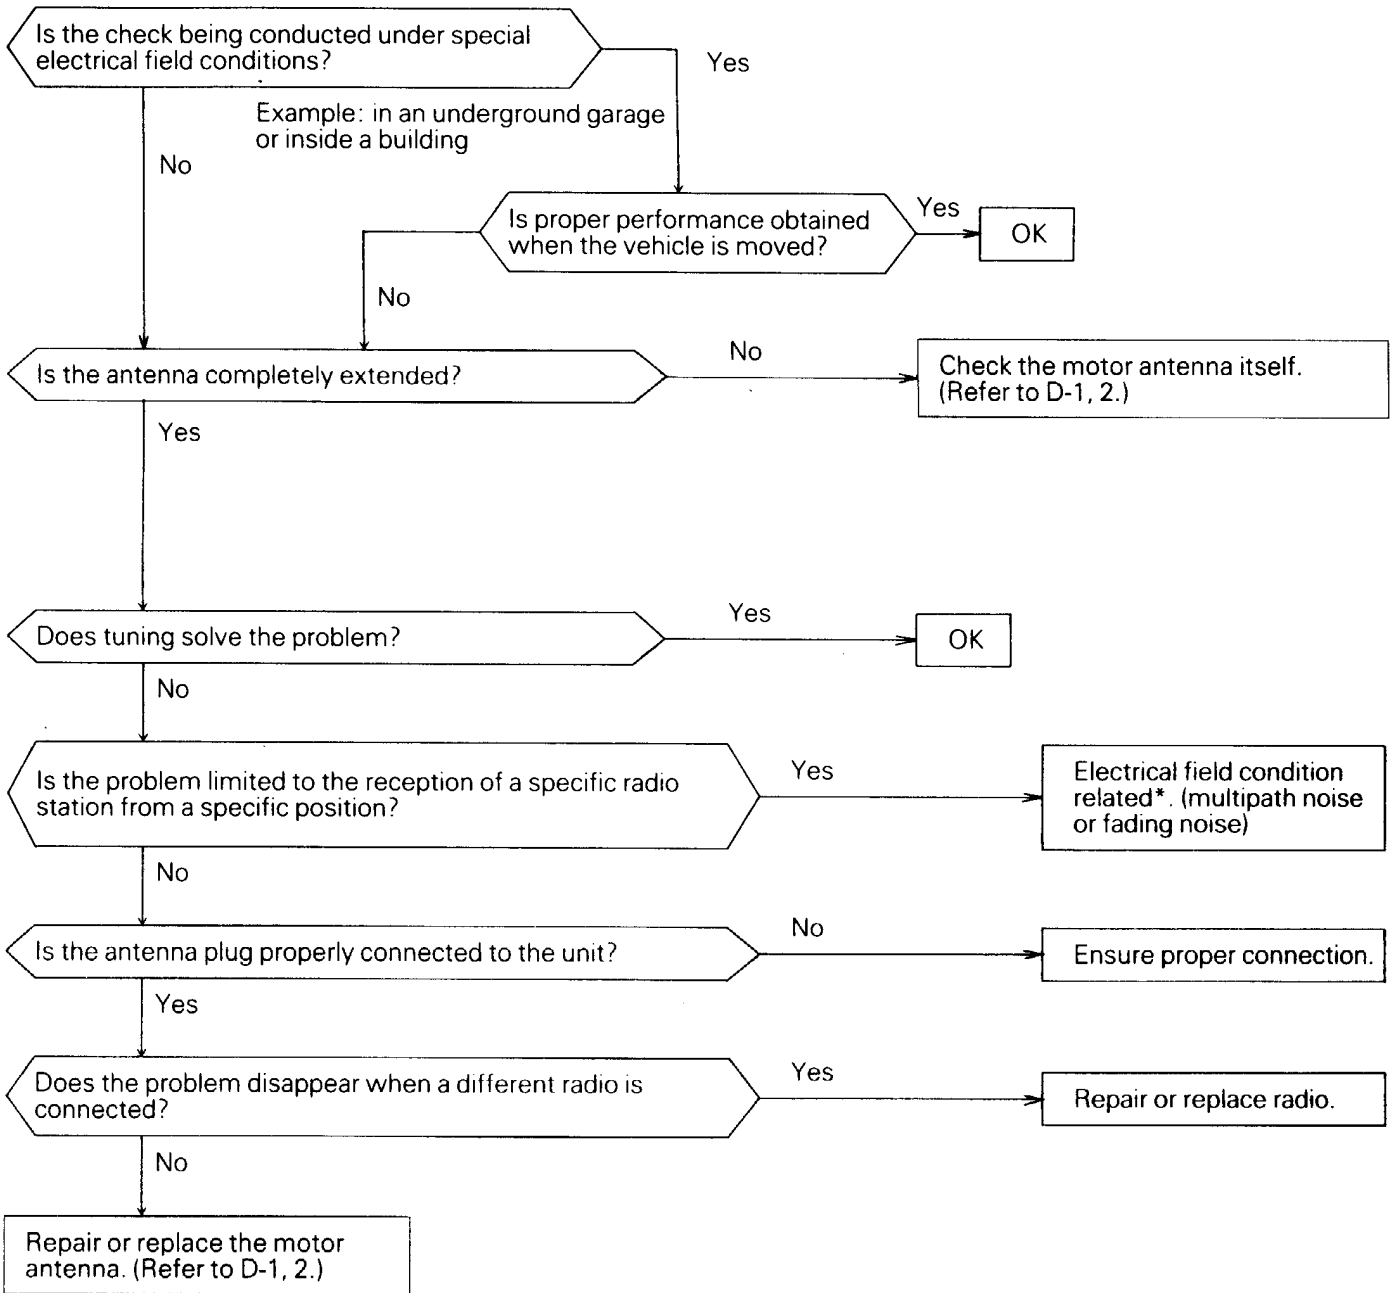 Is the check being conducted under special
electrical field conditions?
Yes
Example: in an underground garage
or inside a building
No
Is proper performance obtained
when the vehicle is moved?
Yes
OK
No
Is the antenna completely extended?
No
Check the motor antenna itself.
(Refer to D-1, 2.)
Yes
Does tuning solve the problem?
Yes
OK
No
Is the problem limited to the reception of a specific radio
station from a specific position?
Yes
Electrical field condition
related*. (multipath noise
or fading noise)
No
Is the antenna plug properly connected to the unit?
No
Ensure proper connection.
Yes
Does the problem disappear when a different radio is
connected?
Yes
Repair or replace radio.
No
Repair or replace the motor
antenna. (Refer to D-1, 2.)